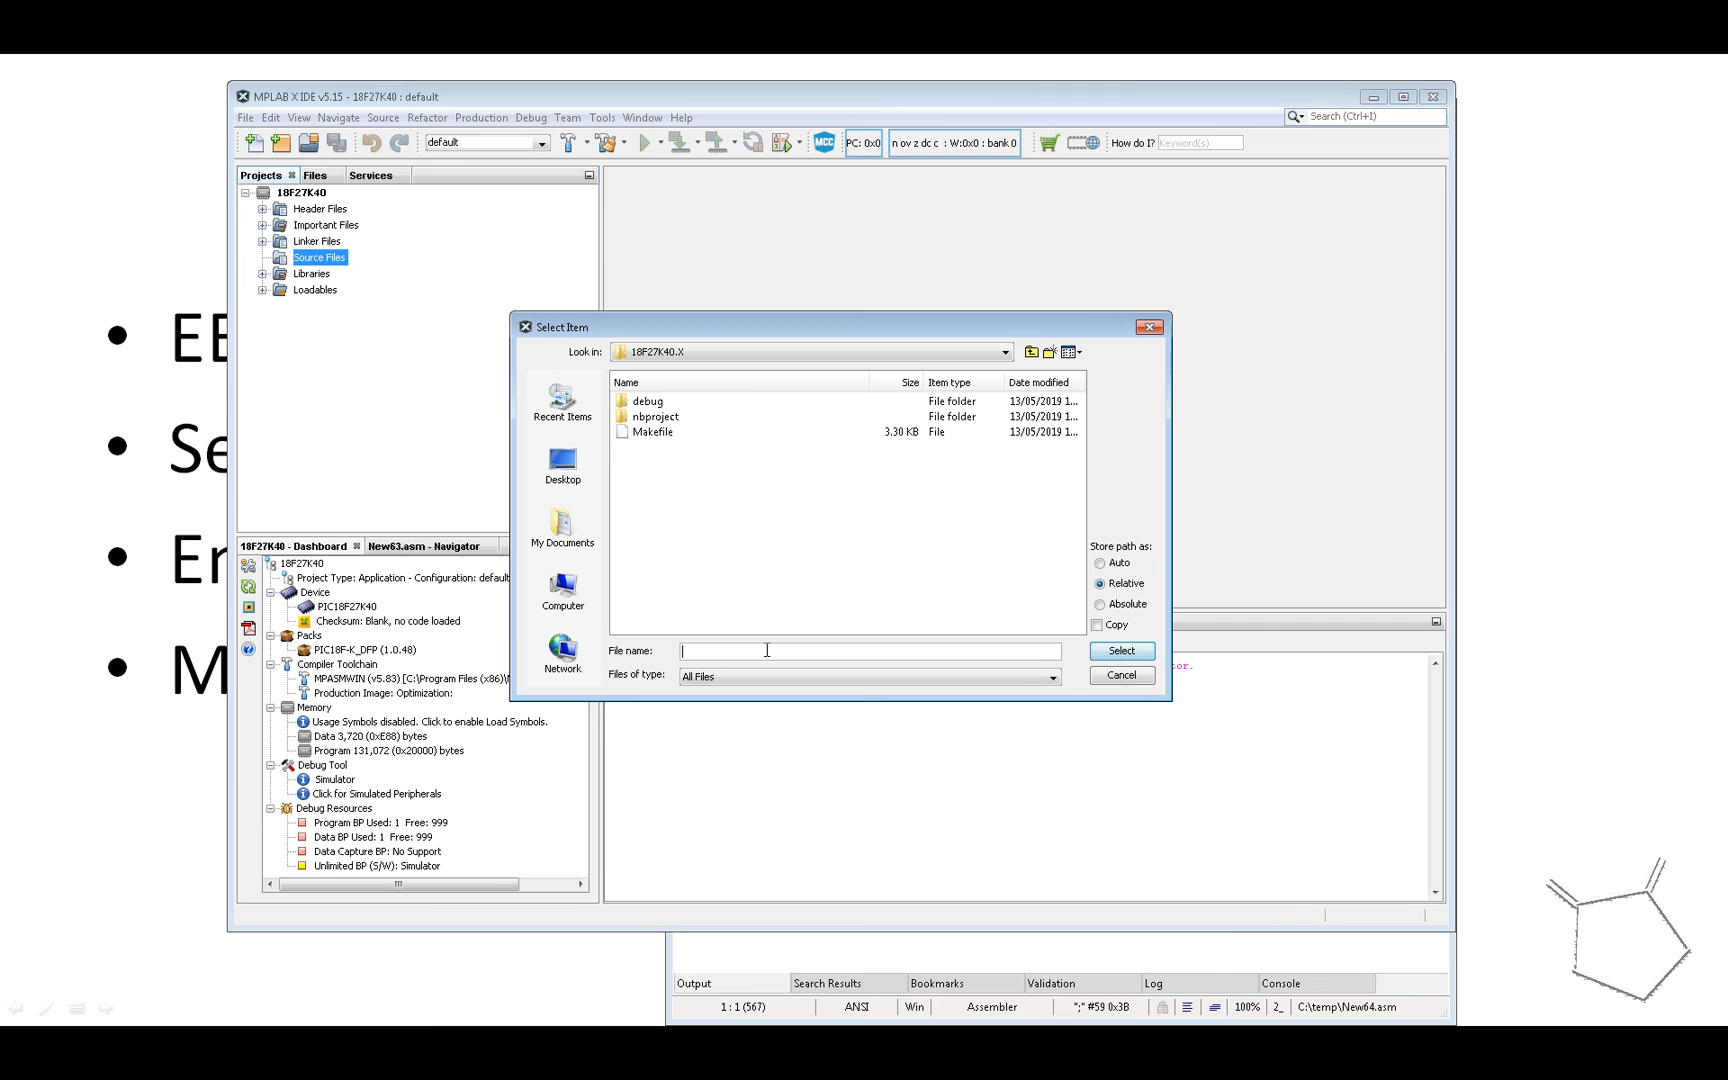 MPLAB X IDE v5.15 - 18F27K40 : default
File Edit View Navigate Source Refactor Production Debug Team Tools Window Help
Search (Ctrl+I)
default
MCC
PC: 0x0
n ov z dc c : W:0x0 : bank 0
How do I? Keyword(s)
Projects Files Services
18F27K40
Header Files
Important Files
Linker Files
Source Files
Libraries
Loadables
Select Item
Look in: 18F27K40.X
Name Size Item type Date modified
debug File folder 13/05/2019 1...
nbproject File folder 13/05/2019 1...
Makefile 3.30 KB File 13/05/2019 1...
Recent Items
Desktop
My Documents
Computer
Network
Store path as:
Auto
Relative
Absolute
Copy
File name:
Select
Files of type: All Files
Cancel
tor.
18F27K40 - Dashboard New63.asm - Navigator
18F27K40
Project Type: Application - Configuration: default
Device
PIC18F27K40
Checksum: Blank, no code loaded
Packs
PIC18F-K_DFP (1.0.48)
Compiler Toolchain
MPASMWIN (v5.83) [C:\Program Files (x86)\
Production Image: Optimization:
Memory
Usage Symbols disabled. Click to enable Load Symbols.
Data 3,720 (0xE88) bytes
Program 131,072 (0x20000) bytes
Debug Tool
Simulator
Click for Simulated Peripherals
Debug Resources
Program BP Used: 1 Free: 999
Data BP Used: 1 Free: 999
Data Capture BP: No Support
Unlimited BP (S/W): Simulator
• Se
• M
Output Search Results Bookmarks Validation Log Console
1 : 1 (567) ANSI Win Assembler ";" #59 0x3B 100% 2_ C:\temp\New64.asm